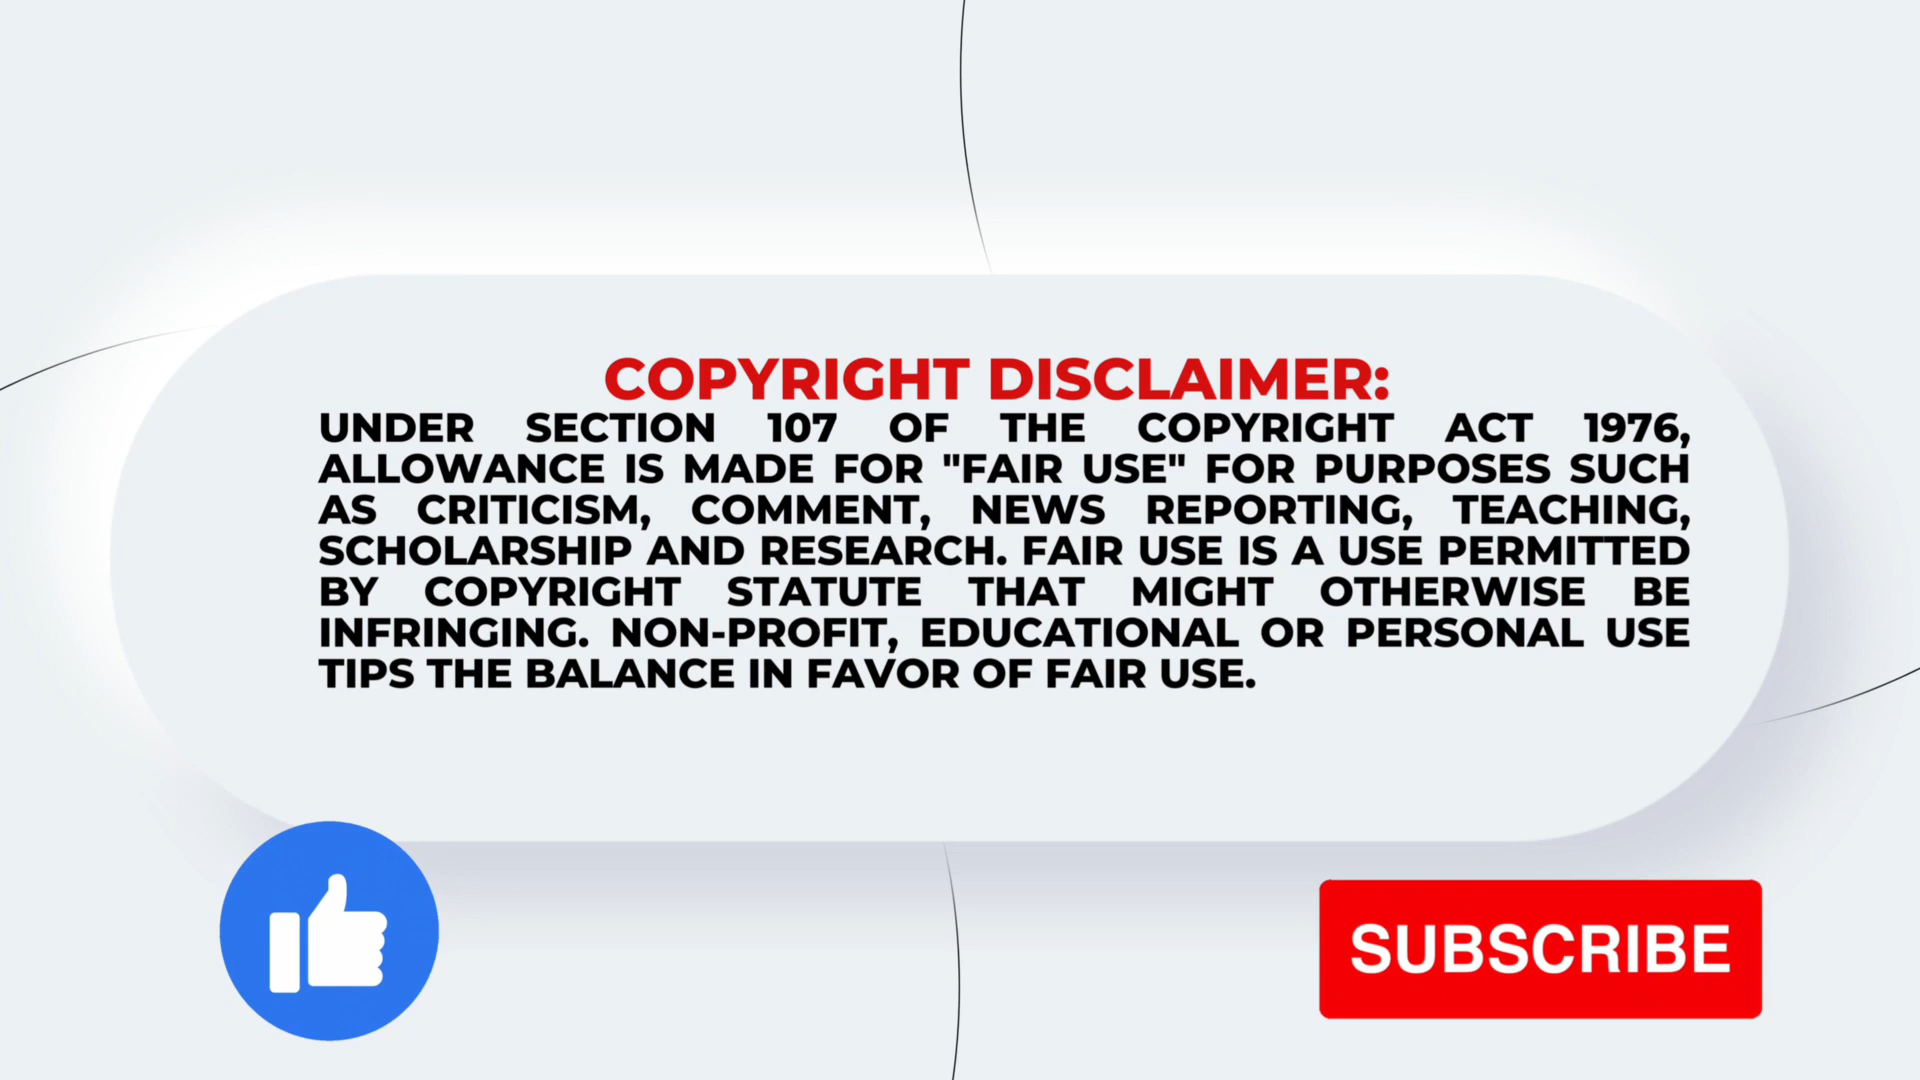 COPYRIGHT DISCLAIMER:
UNDER SECTION 107 OF THE COPYRIGHT ACT 1976,
ALLOWANCE IS MADE FOR "FAIR USE" FOR PURPOSES SUCH
AS CRITICISM, COMMENT, NEWS REPORTING, TEACHING,
SCHOLARSHIP AND RESEARCH. FAIR USE IS A USE PERMITTED
BY COPYRIGHT STATUTE THAT MIGHT OTHERWISE BE
INFRINGING. NON-PROFIT, EDUCATIONAL OR PERSONAL USE
TIPS THE BALANCE IN FAVOR OF FAIR USE.
SUBSCRIBE